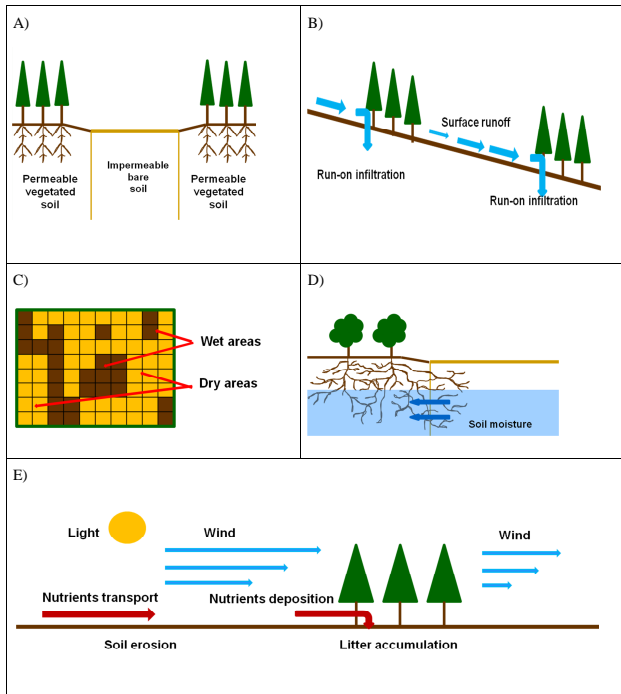 A)
Permeable
vegetated
soil
Impermeable
bare
soil
Permeable
vegetated
soil
B)
Surface runoff
Run-on infiltration
Run-on infiltration
C)
Wet areas
Dry areas
D)
Soil moisture
E)
Light
Wind
Wind
Nutrients transport
Nutrients deposition
Soil erosion
Litter accumulation